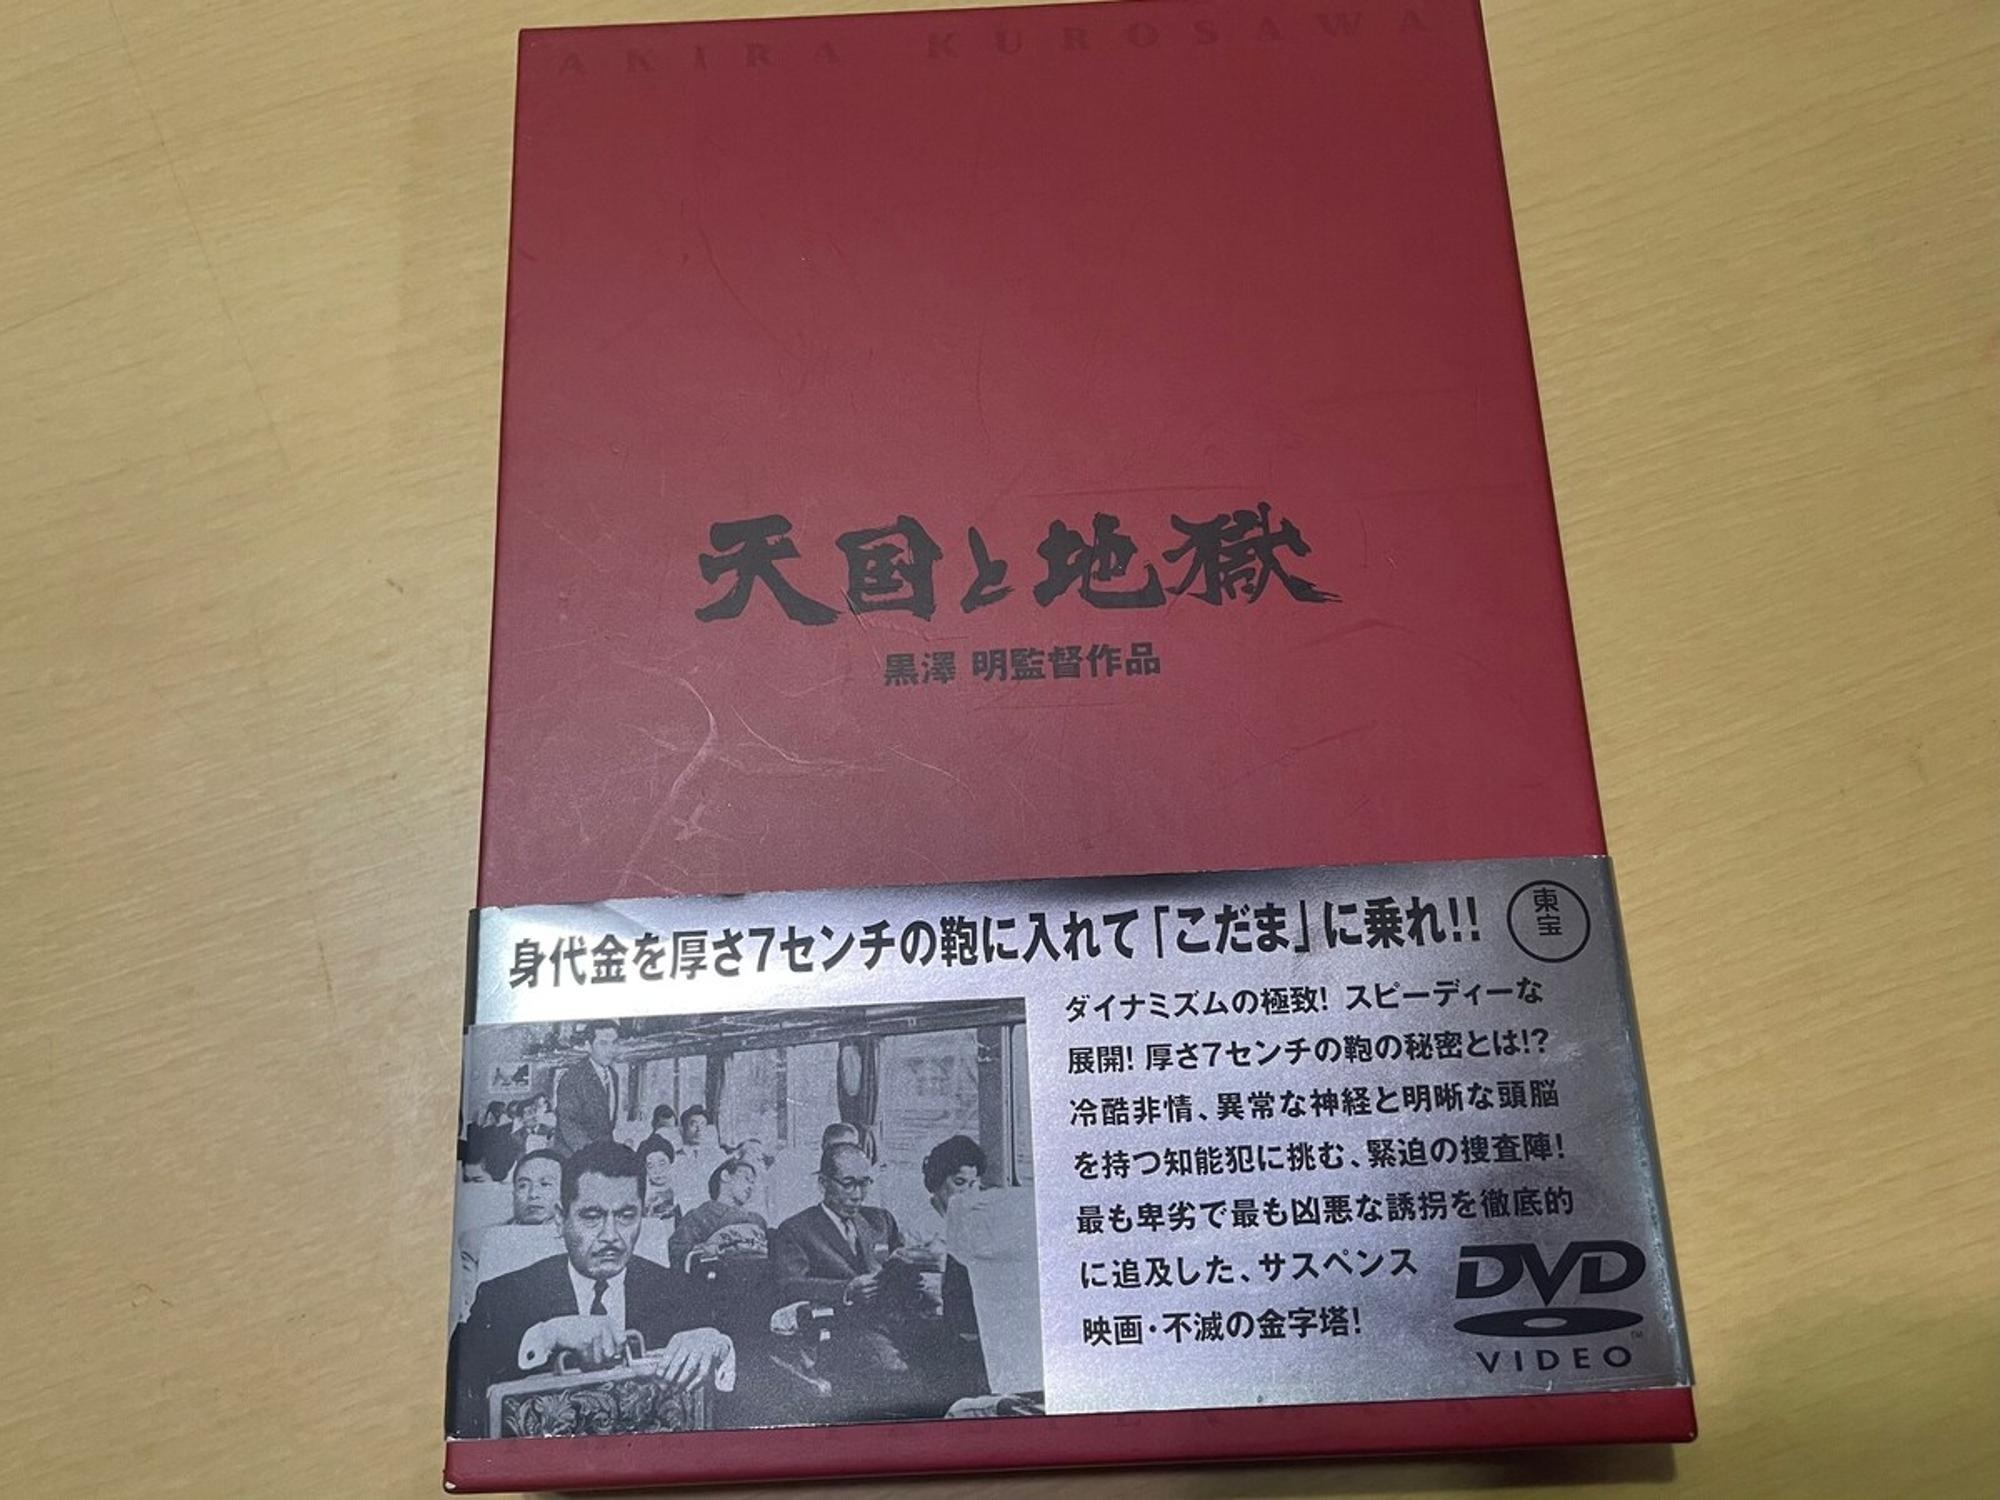 AKIRA KUROSAWA
天国と地獄
黒澤 明監督作品
身代金を厚さ7センチの鞄に入れて「こだま」に乗れ!!
東宝
ダイナミズムの極致! スピーディーな
展開! 厚さ7センチの鞄の秘密とは!?
冷酷非情、異常な神経と明晰な頭脳
を持つ知能犯に挑む、緊迫の捜査陣!
最も卑劣で最も凶悪な誘拐を徹底的
に追及した、サスペンス
映画・不滅の金字塔!
DVD
VIDEO
TM